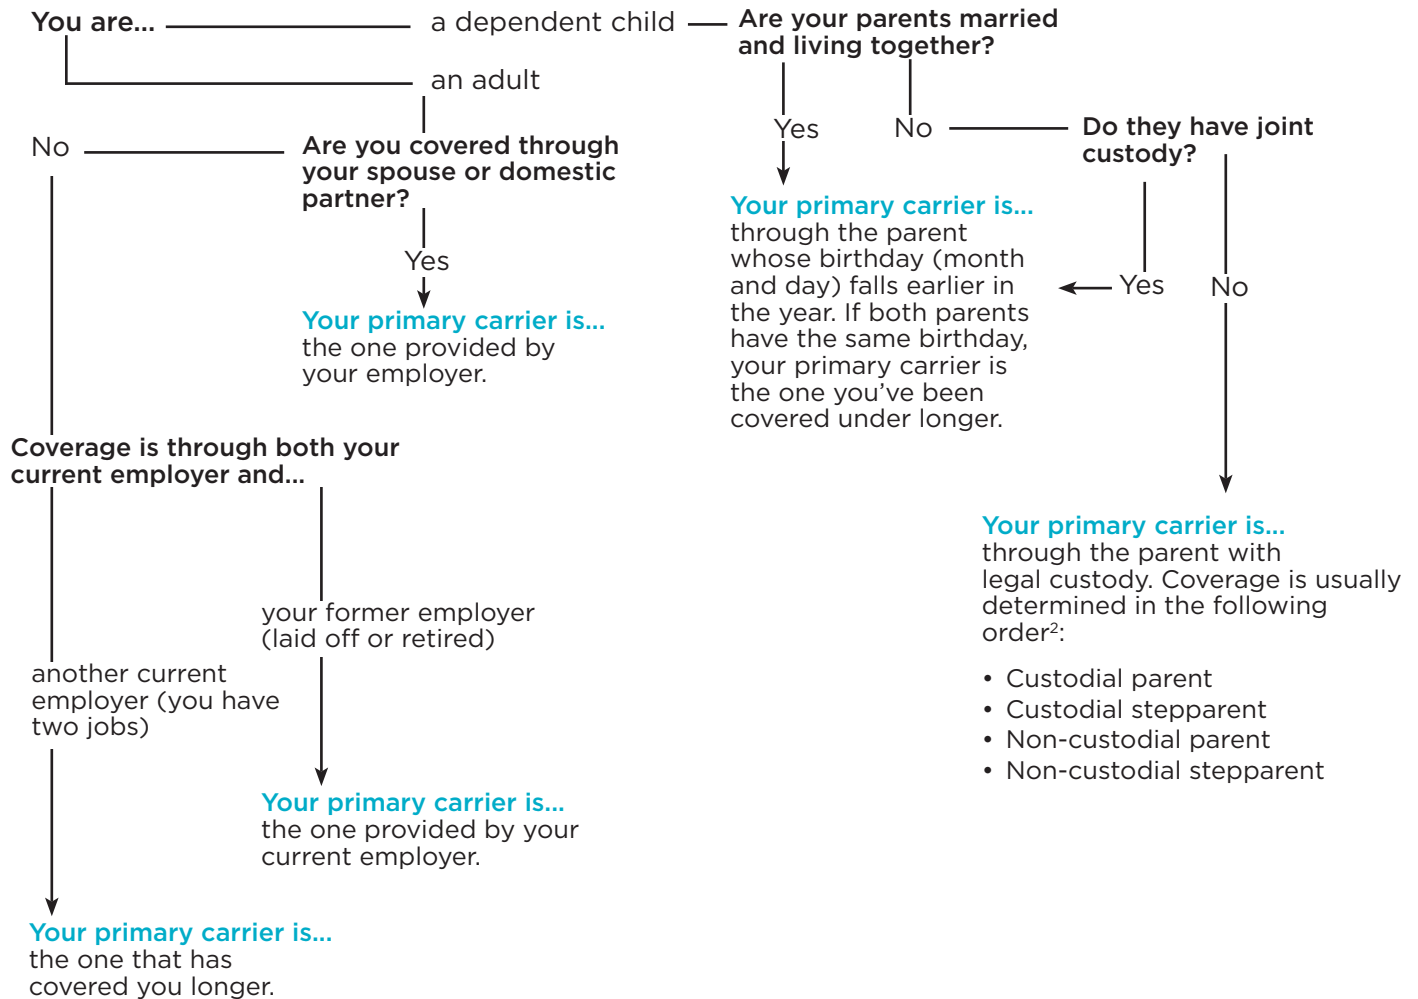 You are...
a dependent child
Are your parents married
and living together?
an adult
Yes
No
Do they have joint
custody?
No
Are you covered through
your spouse or domestic
partner?
Yes
Your primary carrier is...
the one provided by
your employer.
Your primary carrier is...
through the parent
whose birthday (month
and day) falls earlier in
the year. If both parents
have the same birthday,
your primary carrier is
the one you’ve been
covered under longer.
Yes
No
Coverage is through both your
current employer and...
your former employer
(laid off or retired)
another current
employer (you have
two jobs)
Your primary carrier is...
the one provided by your
current employer.
Your primary carrier is...
the one that has
covered you longer.
Your primary carrier is...
through the parent with
legal custody. Coverage is usually
determined in the following
order²:
• Custodial parent
• Custodial stepparent
• Non-custodial parent
• Non-custodial stepparent